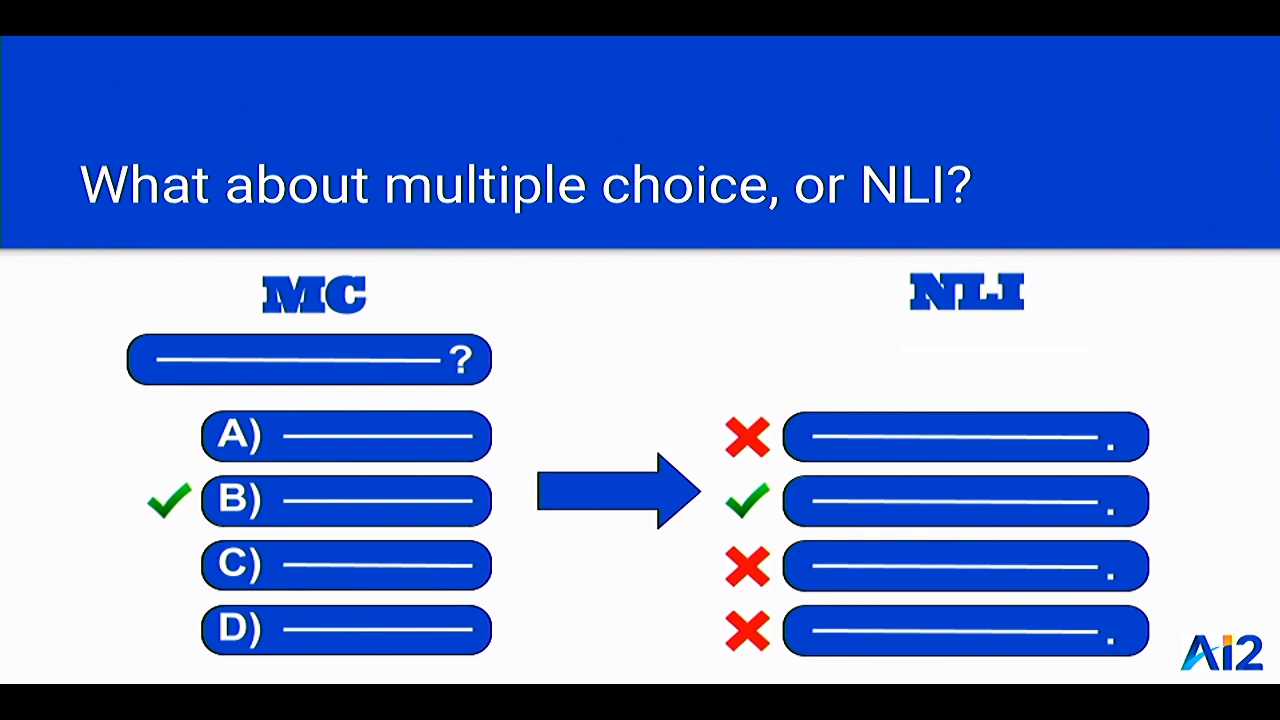 What about multiple choice, or NLI?
MC
NLI
?
A)
B)
C)
D)
.
.
.
.
Ai2